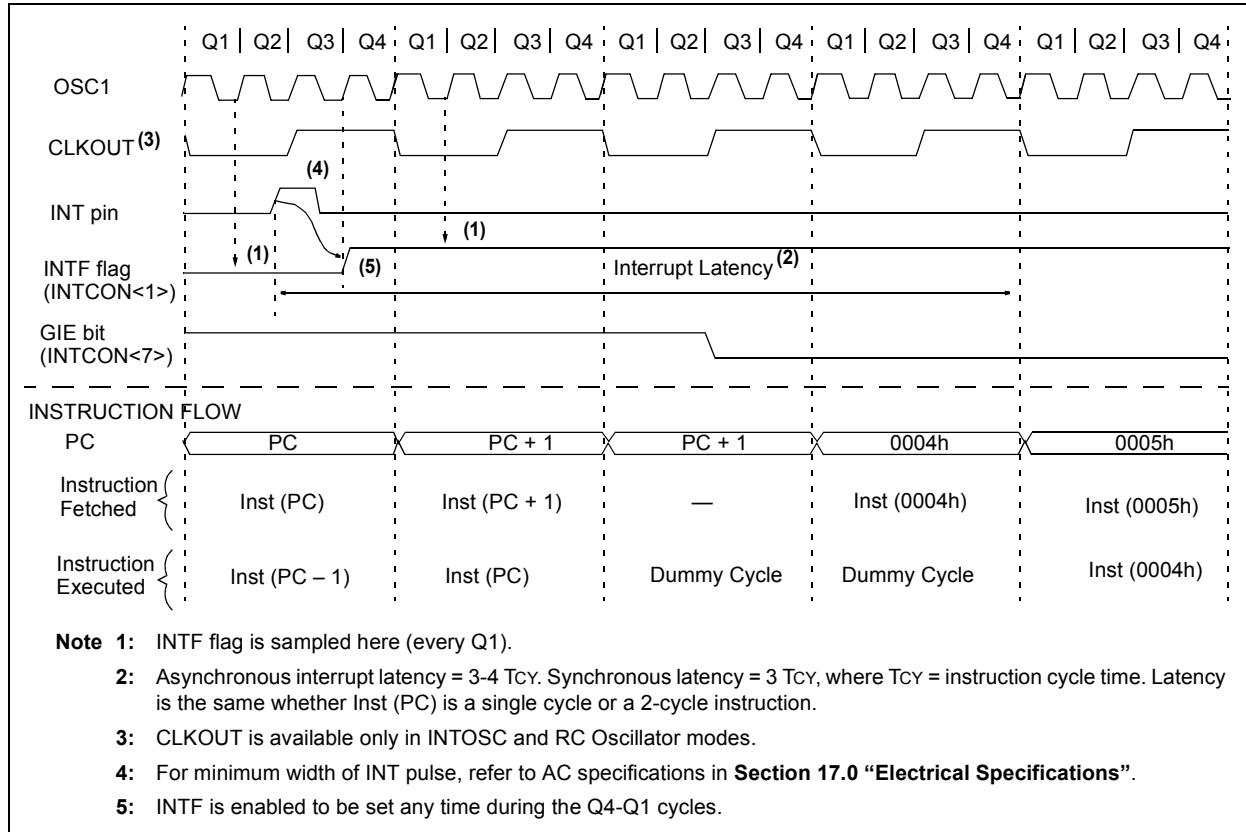 Q1 | Q2 | Q3 | Q4 Q1 | Q2 | Q3 | Q4 Q1 | Q2 | Q3 | Q4 Q1 | Q2 | Q3 | Q4 Q1 | Q2 | Q3 | Q4
OSC1
CLKOUT (3)
(4)
INT pin
(1) (1)
INTF flag (5) Interrupt Latency (2)
(INTCON<1>)
GIE bit
(INTCON<7>)
INSTRUCTION FLOW
PC PC PC + 1 PC + 1 0004h 0005h
Instruction
Fetched Inst (PC) Inst (PC + 1) — Inst (0004h) Inst (0005h)
Instruction
Executed Inst (PC – 1) Inst (PC) Dummy Cycle Dummy Cycle Inst (0004h)
Note 1: INTF flag is sampled here (every Q1).
2: Asynchronous interrupt latency = 3-4 TCY. Synchronous latency = 3 TCY, where TCY = instruction cycle time. Latency
is the same whether Inst (PC) is a single cycle or a 2-cycle instruction.
3: CLKOUT is available only in INTOSC and RC Oscillator modes.
4: For minimum width of INT pulse, refer to AC specifications in Section 17.0 “Electrical Specifications”.
5: INTF is enabled to be set any time during the Q4-Q1 cycles.